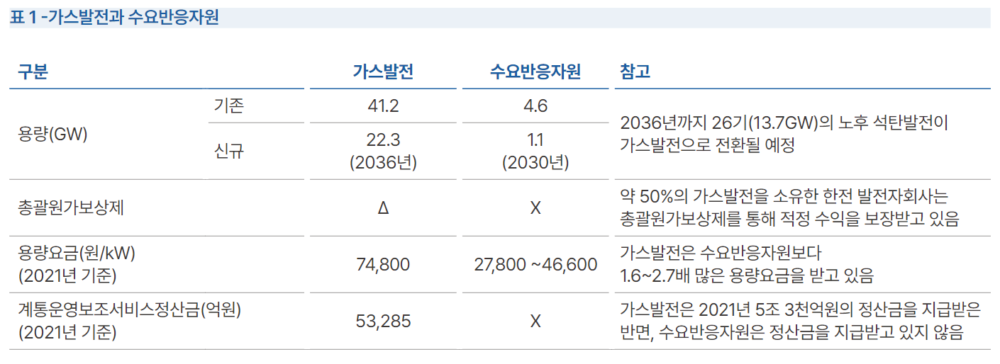 표 1 -가스발전과 수요반응자원
구분 가스발전 수요반응자원 참고
용량(GW)
기존 41.2 4.6
신규 22.3 1.1
(2036년) (2030년)
2036년까지 26기(13.7GW)의 노후 석탄발전이
가스발전으로 전환될 예정
총괄원가보상제 Δ X
약 50%의 가스발전을 소유한 한전 발전자회사는
총괄원가보상제를 통해 적정 수익을 보장받고 있음
용량요금(원/kW)
(2021년 기준)
74,800 27,800 ~46,600
가스발전은 수요반응자원보다
1.6~2.7배 많은 용량요금을 받고 있음
계통운영보조서비스정산금(억원)
(2021년 기준)
53,285 X
가스발전은 2021년 5조 3천억원의 정산금을 지급받은
반면, 수요반응자원은 정산금을 지급받고 있지 않음